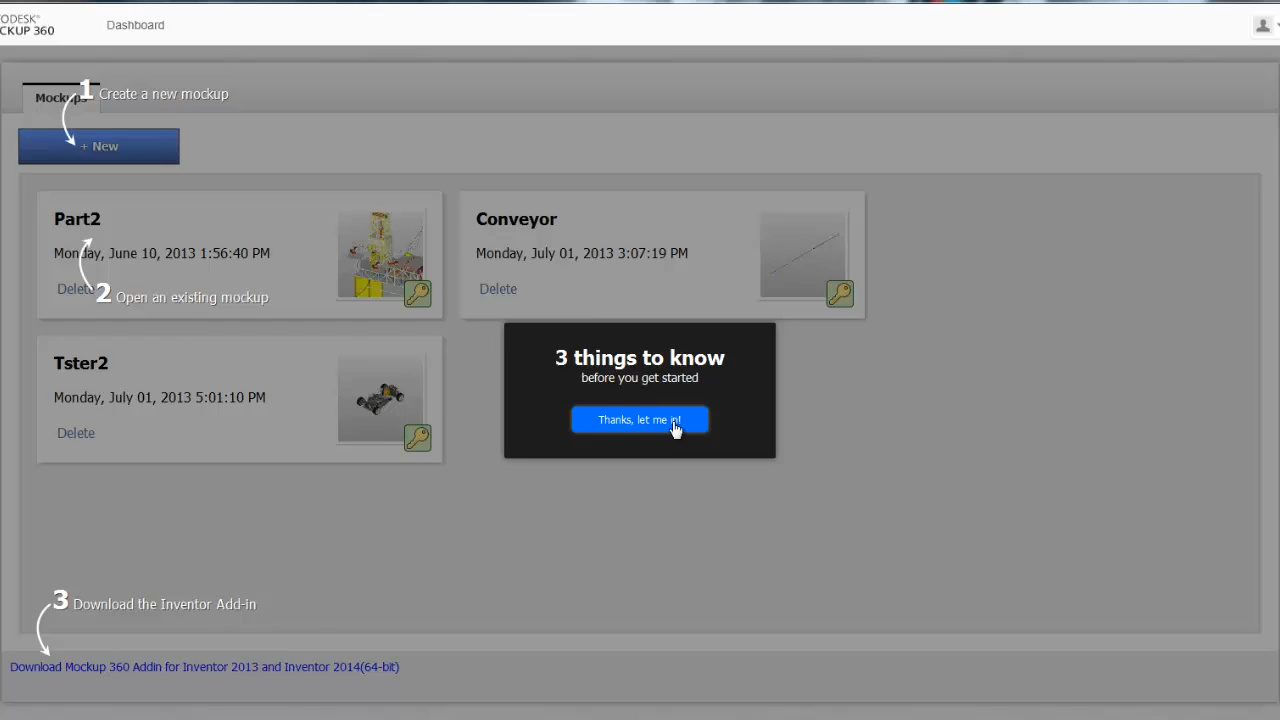 ODESK®
CKUP 360
Dashboard
Mockups
1 Create a new mockup
+ New
Part2
Monday, June 10, 2013 1:56:40 PM
Delete
2 Open an existing mockup
Conveyor
Monday, July 01, 2013 3:07:19 PM
Delete
Tster2
Monday, July 01, 2013 5:01:10 PM
Delete
3 things to know
before you get started
Thanks, let me in!
3 Download the Inventor Add-in
Download Mockup 360 Addin for Inventor 2013 and Inventor 2014(64-bit)